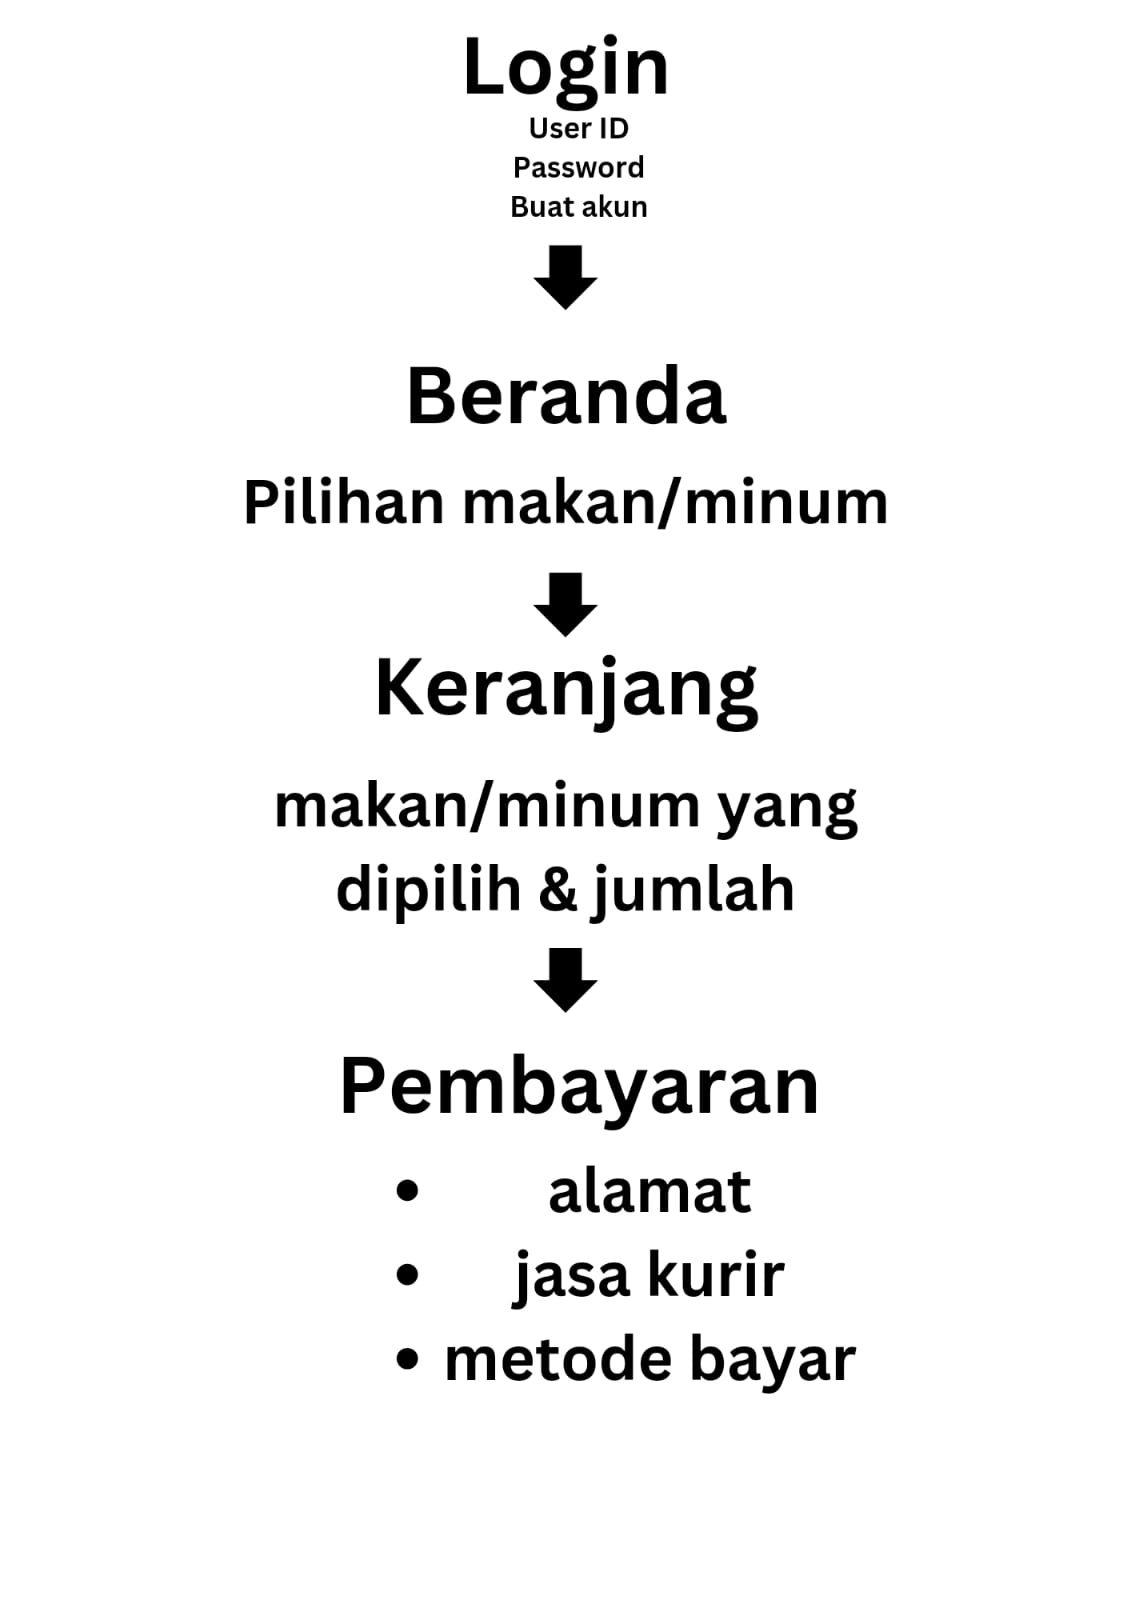 Login
User ID
Password
Buat akun
Beranda
Pilihan makan/minum
Keranjang
makan/minum yang
dipilih & jumlah
Pembayaran
• alamat
• jasa kurir
• metode bayar